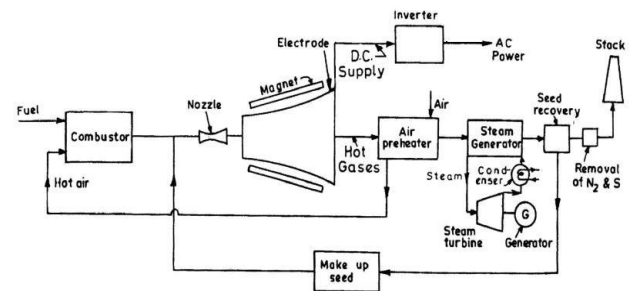 Inverter
Electrode
D.C.
Supply
AC
Power
Stack
Magnet
Nozzle
Fuel
Combustor
Air
Seed
recovery
Air
preheater
Steam
Generator
Hot
Gases
Hot air
Steam
Cond-
enser
Removal
of N₂ & S
G
Steam
turbine
Generator
Make up
seed